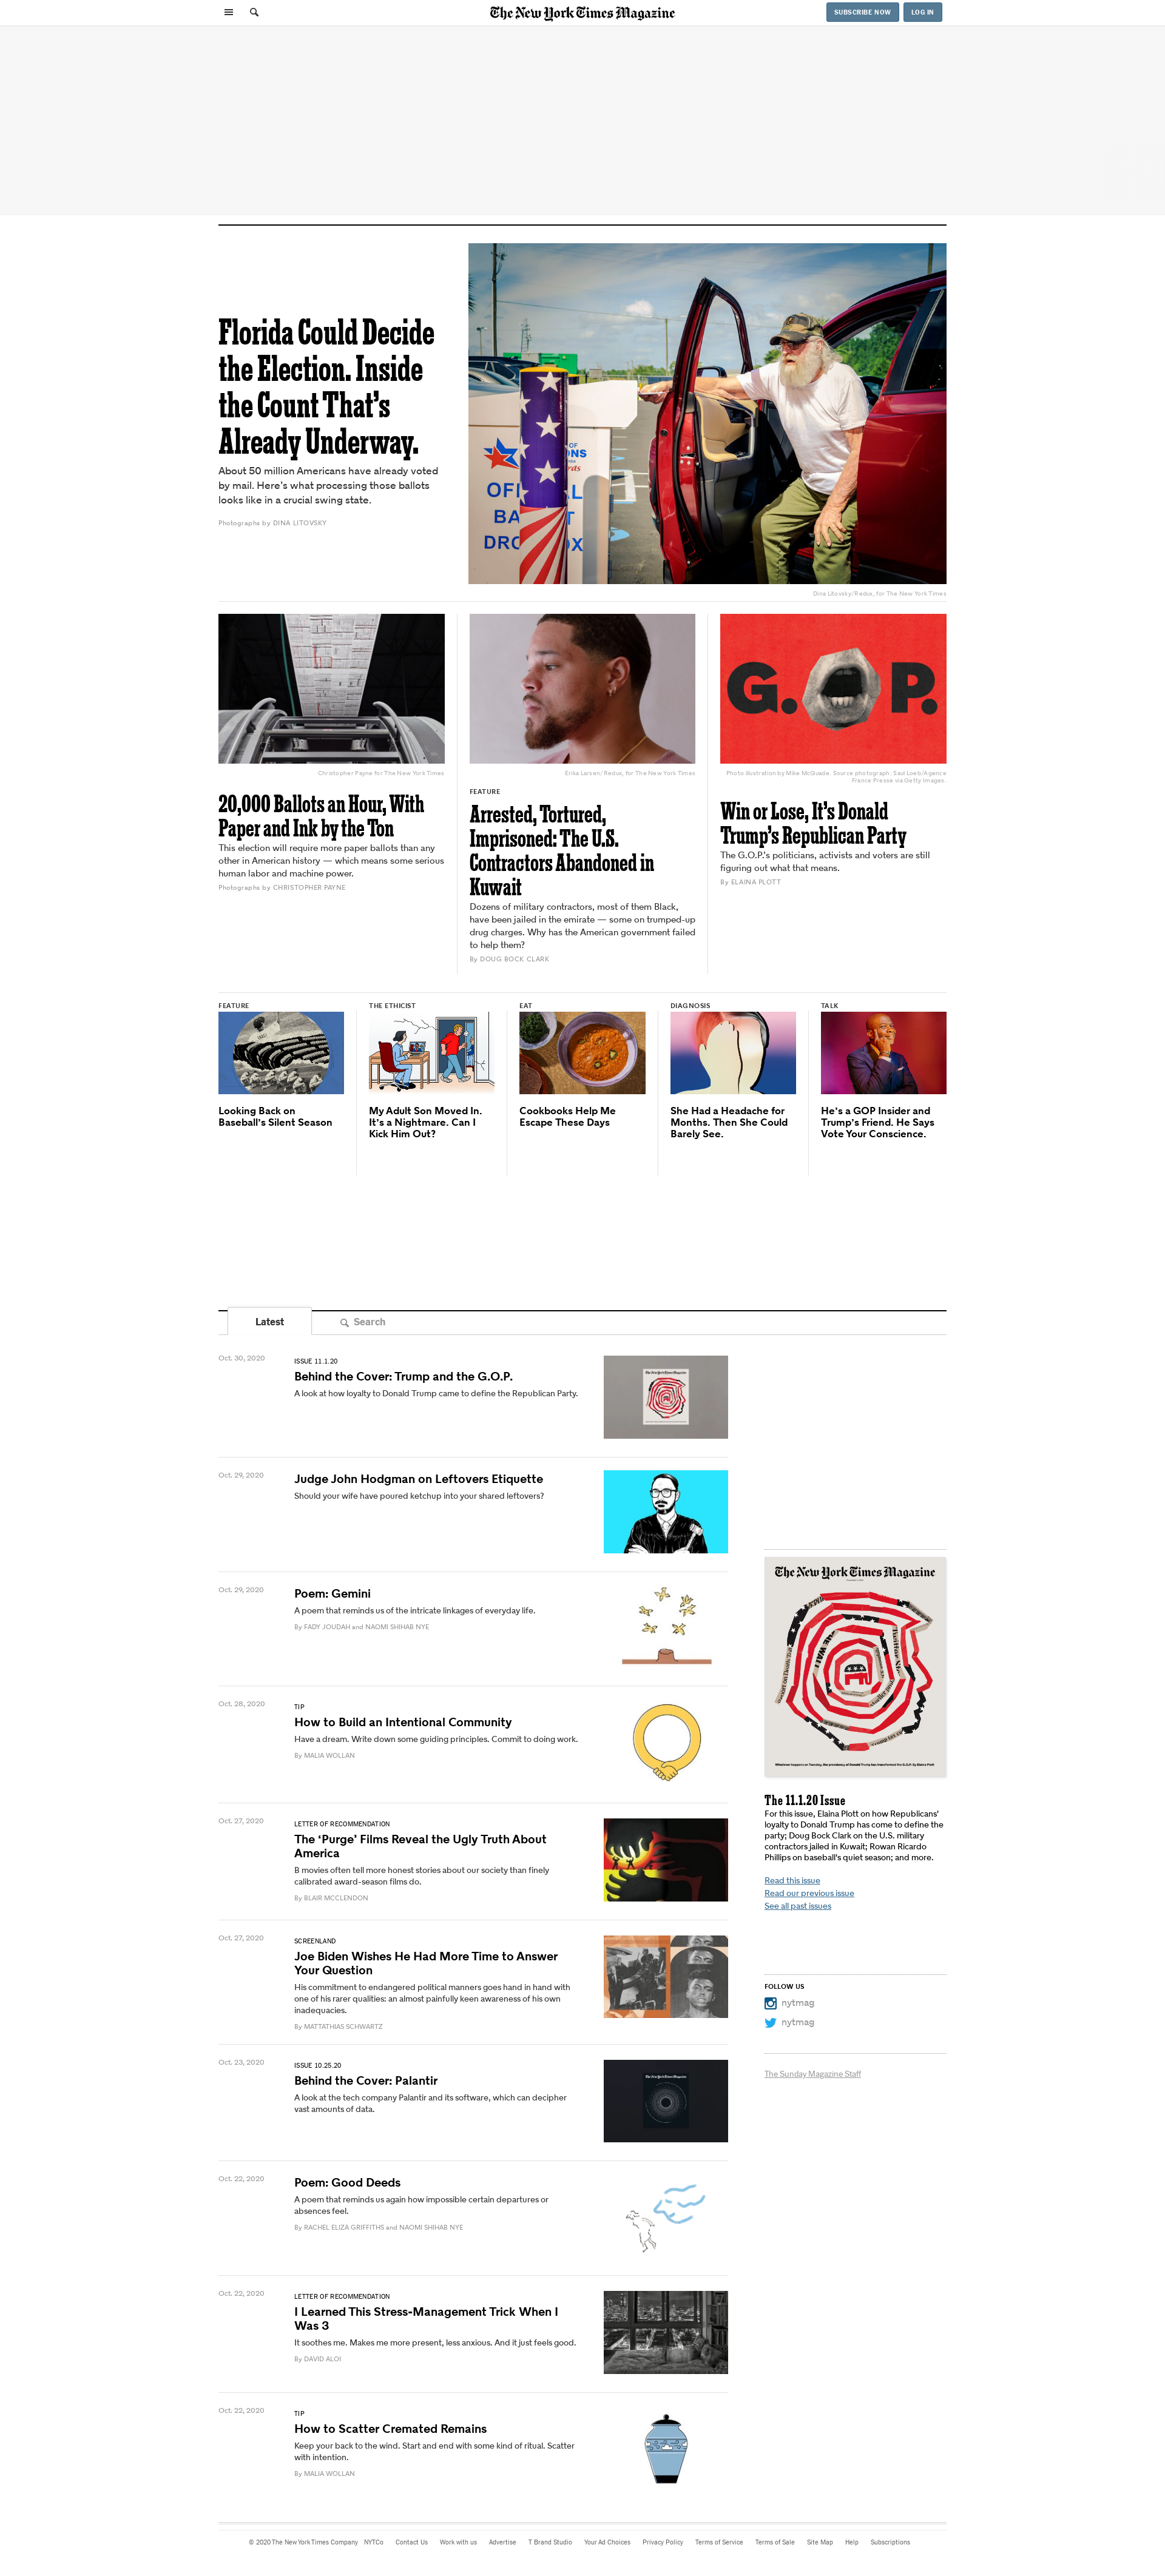 The New York Times Magazine
SUBSCRIBE NOW
LOG IN
Florida Could Decide
the Election. Inside
the Count That's
Already Underway.
About 50 million Americans have already voted
by mail. Here's what processing those ballots
looks like in a crucial swing state.
Photographs by DINA LITOVSKY
Dina Litovsky/Redux, for The New York Times
Christopher Payne for The New York Times
20,000 Ballots an Hour, With
Paper and Ink by the Ton
This election will require more paper ballots than any
other in American history — which means some serious
human labor and machine power.
Photographs by CHRISTOPHER PAYNE
Erika Larsen/Redux, for The New York Times
FEATURE
Arrested, Tortured,
Imprisoned: The U.S.
Contractors Abandoned in
Kuwait
Dozens of military contractors, most of them Black,
have been jailed in the emirate — some on trumped-up
drug charges. Why has the American government failed
to help them?
By DOUG BOCK CLARK
G.O.P.
Photo illustration by Mike McQuade. Source photograph: Saul Loeb/Agence
France-Presse via Getty Images.
Win or Lose, It's Donald
Trump's Republican Party
The G.O.P.'s politicians, activists and voters are still
figuring out what that means.
By ELAINA PLOTT
FEATURE
Looking Back on
Baseball's Silent Season
THE ETHICIST
My Adult Son Moved In.
It's a Nightmare. Can I
Kick Him Out?
EAT
Cookbooks Help Me
Escape These Days
DIAGNOSIS
She Had a Headache for
Months. Then She Could
Barely See.
TALK
He's a GOP Insider and
Trump's Friend. He Says
Vote Your Conscience.
Latest
Search
Oct. 30, 2020
ISSUE 11.1.20
Behind the Cover: Trump and the G.O.P.
A look at how loyalty to Donald Trump came to define the Republican Party.
Oct. 29, 2020
Judge John Hodgman on Leftovers Etiquette
Should your wife have poured ketchup into your shared leftovers?
Oct. 29, 2020
Poem: Gemini
A poem that reminds us of the intricate linkages of everyday life.
By FADY JOUDAH and NAOMI SHIHAB NYE
Oct. 28, 2020
TIP
How to Build an Intentional Community
Have a dream. Write down some guiding principles. Commit to doing work.
By MALIA WOLLAN
Oct. 27, 2020
LETTER OF RECOMMENDATION
The ‘Purge’ Films Reveal the Ugly Truth About
America
B movies often tell more honest stories about our society than finely
calibrated award-season films do.
By BLAIR MCCLENDON
Oct. 27, 2020
SCREENLAND
Joe Biden Wishes He Had More Time to Answer
Your Question
His commitment to endangered political manners goes hand in hand with
one of his rarer qualities: an almost painfully keen awareness of his own
inadequacies.
By MATTATHIAS SCHWARTZ
Oct. 23, 2020
ISSUE 10.25.20
Behind the Cover: Palantir
A look at the tech company Palantir and its software, which can decipher
vast amounts of data.
Oct. 22, 2020
Poem: Good Deeds
A poem that reminds us again how impossible certain departures or
absences feel.
By RACHEL ELIZA GRIFFITHS and NAOMI SHIHAB NYE
Oct. 22, 2020
LETTER OF RECOMMENDATION
I Learned This Stress-Management Trick When I
Was 3
It soothes me. Makes me more present, less anxious. And it just feels good.
By DAVID ALOI
Oct. 22, 2020
TIP
How to Scatter Cremated Remains
Keep your back to the wind. Start and end with some kind of ritual. Scatter
with intention.
By MALIA WOLLAN
The New York Times Magazine
Whatever happens on Tuesday, the presidency of Donald Trump has transformed the G.O.P. by Elaina Plott
The 11.1.20 Issue
For this issue, Elaina Plott on how Republicans'
loyalty to Donald Trump has come to define the
party; Doug Bock Clark on the U.S. military
contractors jailed in Kuwait; Rowan Ricardo
Phillips on baseball's quiet season; and more.
Read this issue
Read our previous issue
See all past issues
FOLLOW US
nytmag
nytmag
The Sunday Magazine Staff
© 2020 The New York Times Company NYTCo Contact Us Work with us Advertise T Brand Studio Your Ad Choices Privacy Policy Terms of Service Terms of Sale Site Map Help Subscriptions